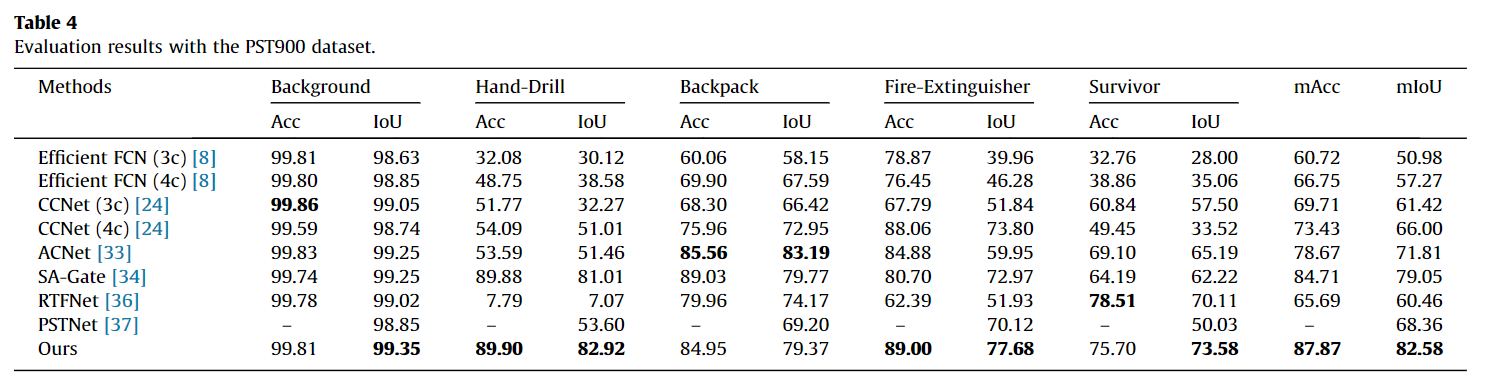 Table 4
Evaluation results with the PST900 dataset.
Methods Background Hand-Drill Backpack Fire-Extinguisher Survivor mAcc mIoU
Acc IoU Acc IoU Acc IoU Acc IoU Acc IoU
Efficient FCN (3c) [8] 99.81 98.63 32.08 30.12 60.06 58.15 78.87 39.96 32.76 28.00 60.72 50.98
Efficient FCN (4c) [8] 99.80 98.85 48.75 38.58 69.90 67.59 76.45 46.28 38.86 35.06 66.75 57.27
CCNet (3c) [24] 99.86 99.05 51.77 32.27 68.30 66.42 67.79 51.84 60.84 57.50 69.71 61.42
CCNet (4c) [24] 99.59 98.74 54.09 51.01 75.96 72.95 88.06 73.80 49.45 33.52 73.43 66.00
ACNet [33] 99.83 99.25 53.59 51.46 85.56 83.19 84.88 59.95 69.10 65.19 78.67 71.81
SA-Gate [34] 99.74 99.25 89.88 81.01 89.03 79.77 80.70 72.97 64.19 62.22 84.71 79.05
RTFNet [36] 99.78 99.02 7.79 7.07 79.96 74.17 62.39 51.93 78.51 70.11 65.69 60.46
PSTNet [37] – 98.85 – 53.60 – 69.20 – 70.12 – 50.03 – 68.36
Ours 99.81 99.35 89.90 82.92 84.95 79.37 89.00 77.68 75.70 73.58 87.87 82.58